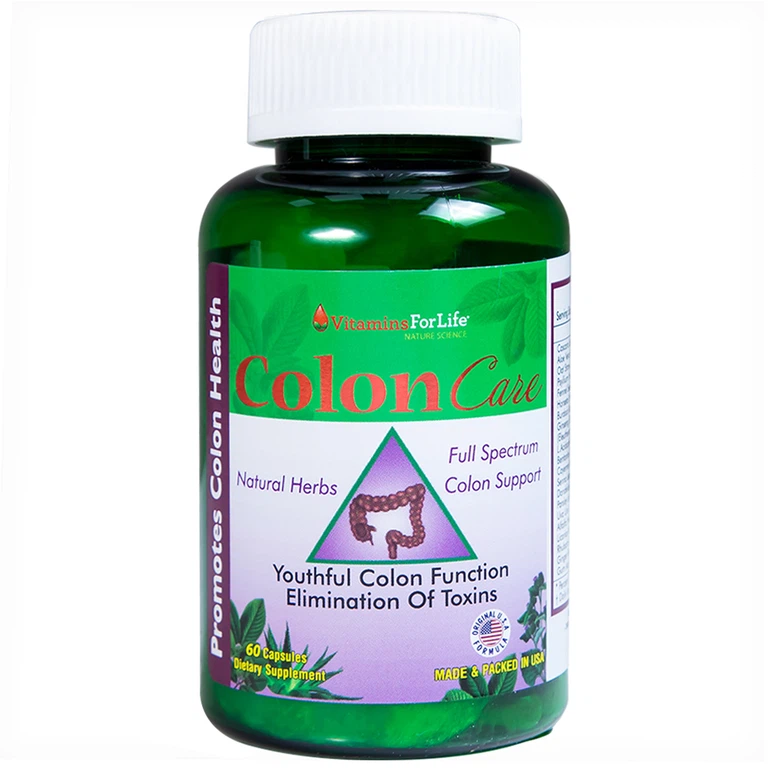 VitaminsForLife
NATURE SCIENCE
Colon Care
Promotes Colon Health
Natural Herbs
Full Spectrum
Colon Support
Youthful Colon Function
Elimination Of Toxins
60 Capsules
Dietary Supplement
ORIGINAL U.S.A
FORMULA
MADE & PACKED IN USA
Serving